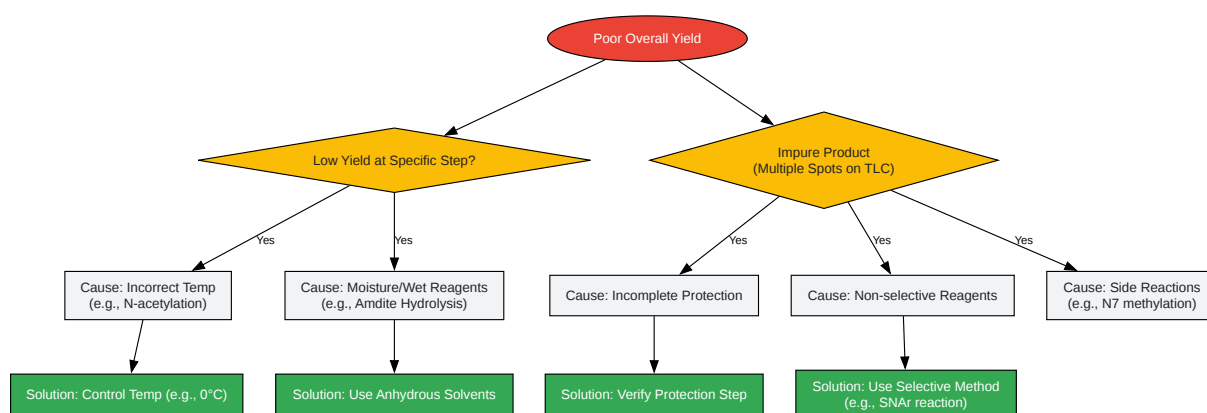 Poor Overall Yield
Low Yield at Specific Step?
Impure Product
(Multiple Spots on TLC)
Yes
Yes
Yes
Yes
Yes
Cause: Incorrect Temp
(e.g., N-acetylation)
Cause: Moisture/Wet Reagents
(e.g., Amdite Hydrolysis)
Cause: Incomplete Protection
Cause: Non-selective Reagents
Cause: Side Reactions
(e.g., N7 methylation)
Solution: Control Temp (e.g., 0°C)
Solution: Use Anhydrous Solvents
Solution: Verify Protection Step
Solution: Use Selective Method
(e.g., SNAr reaction)